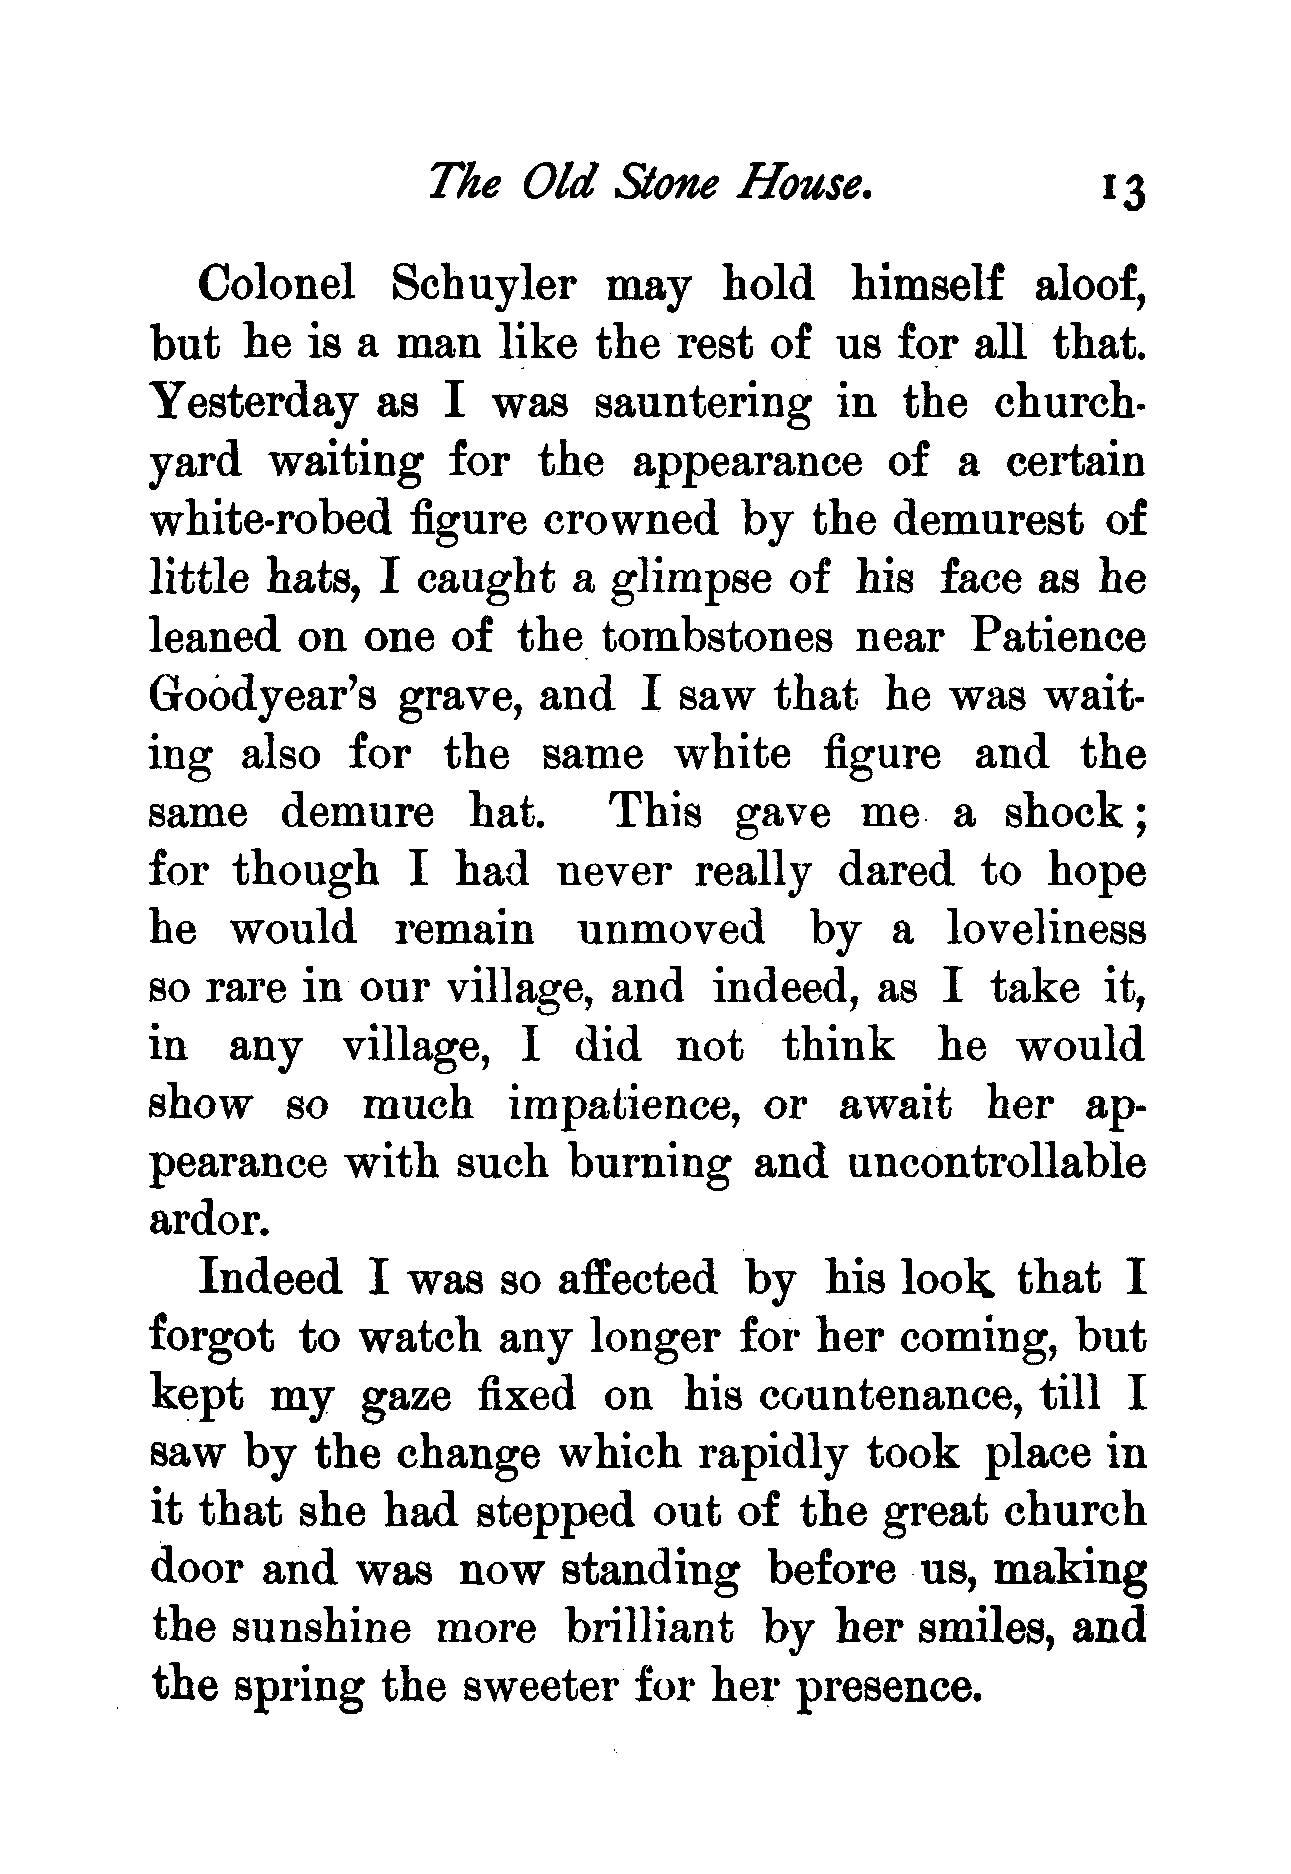 The Old Stone House. 13
Colonel Schuyler may hold himself aloof,
but he is a man like the rest of us for all that.
Yesterday as I was sauntering in the church-
yard waiting for the appearance of a certain
white-robed figure crowned by the demurest of
little hats, I caught a glimpse of his face as he
leaned on one of the tombstones near Patience
Goodyear's grave, and I saw that he was wait-
ing also for the same white figure and the
same demure hat. This gave me a shock;
for though I had never really dared to hope
he would remain unmoved by a loveliness
so rare in our village, and indeed, as I take it,
in any village, I did not think he would
show so much impatience, or await her ap-
pearance with such burning and uncontrollable
ardor.
Indeed I was so affected by his look that I
forgot to watch any longer for her coming, but
kept my gaze fixed on his countenance, till I
saw by the change which rapidly took place in
it that she had stepped out of the great church
door and was now standing before us, making
the sunshine more brilliant by her smiles, and
the spring the sweeter for her presence.